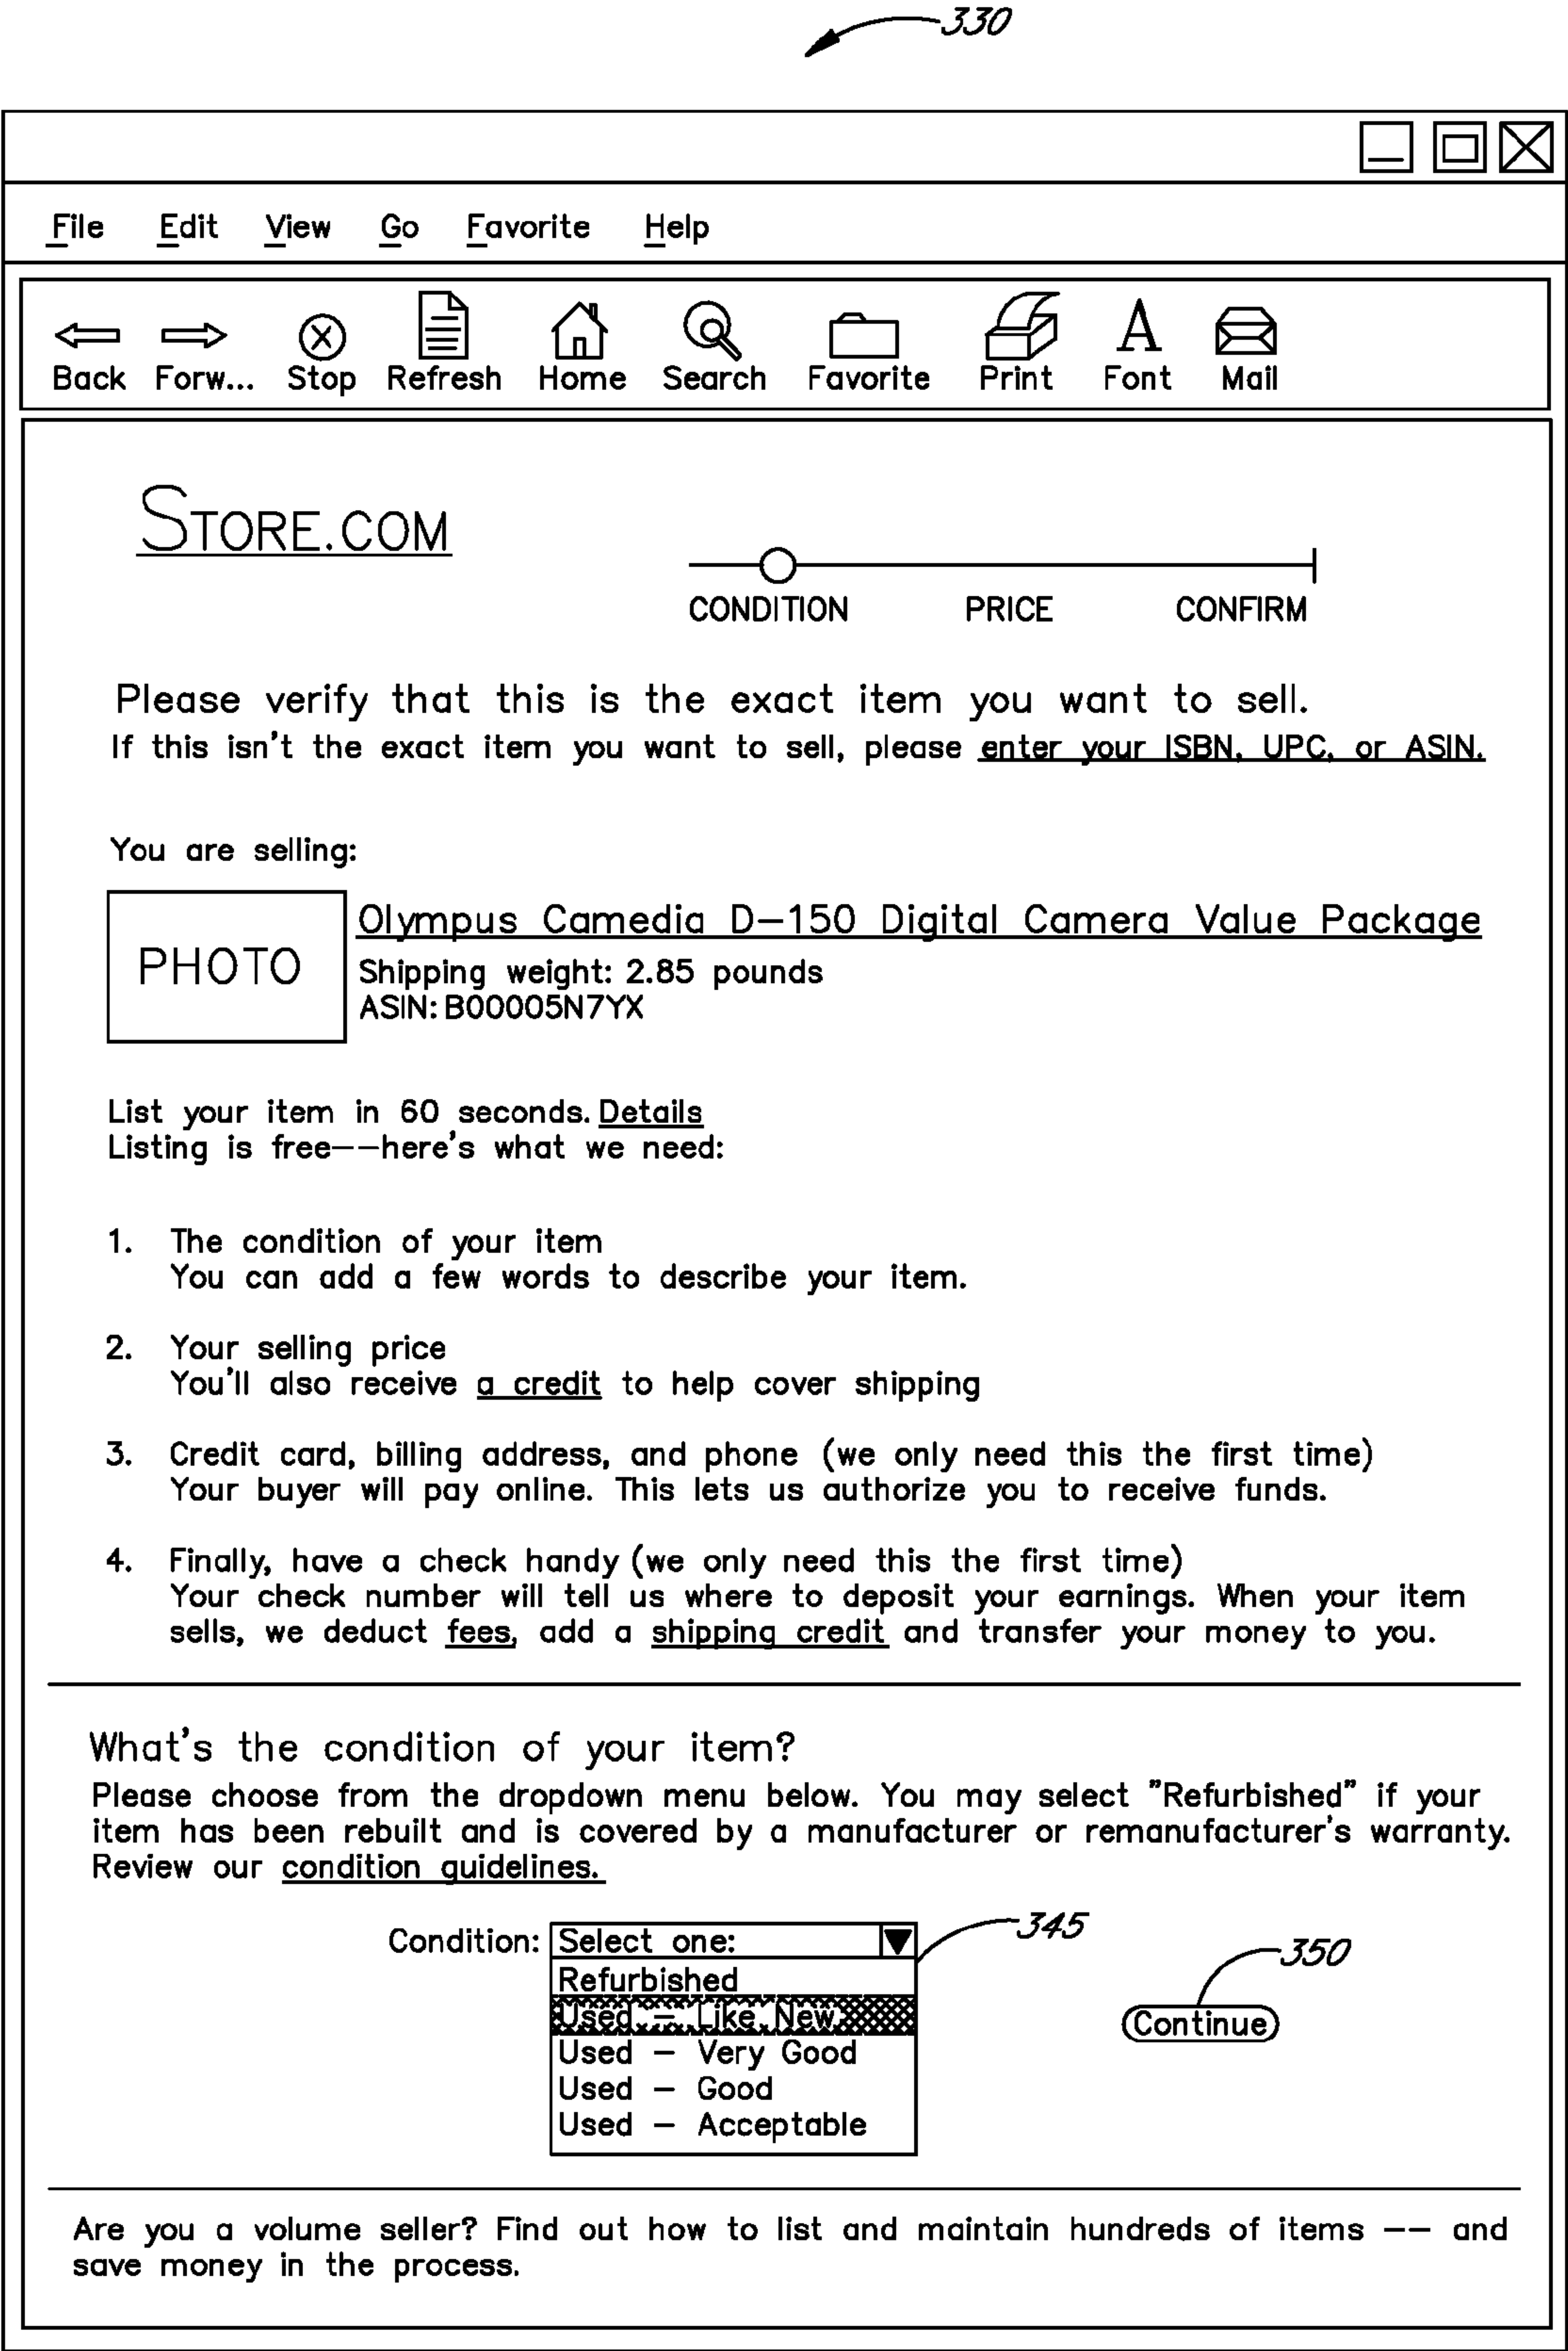 330
File Edit View Go Favorite Help
Back Forw... Stop Refresh Home Search Favorite Print Font Mail
STORE.COM
CONDITION PRICE CONFIRM
Please verify that this is the exact item you want to sell.
If this isn't the exact item you want to sell, please enter your ISBN, UPC, or ASIN.
You are selling:
PHOTO
Olympus Camedia D-150 Digital Camera Value Package
Shipping weight: 2.85 pounds
ASIN: B00005N7YX
List your item in 60 seconds. Details
Listing is free--here's what we need:
1. The condition of your item
You can add a few words to describe your item.
2. Your selling price
You'll also receive a credit to help cover shipping
3. Credit card, billing address, and phone (we only need this the first time)
Your buyer will pay online. This lets us authorize you to receive funds.
4. Finally, have a check handy (we only need this the first time)
Your check number will tell us where to deposit your earnings. When your item
sells, we deduct fees, add a shipping credit and transfer your money to you.
What's the condition of your item?
Please choose from the dropdown menu below. You may select "Refurbished" if your
item has been rebuilt and is covered by a manufacturer or remanufacturer's warranty.
Review our condition guidelines.
Condition: Select one:
345
350
Refurbished
Used - Like New
Continue
Used - Very Good
Used - Good
Used - Acceptable
Are you a volume seller? Find out how to list and maintain hundreds of items -- and
save money in the process.